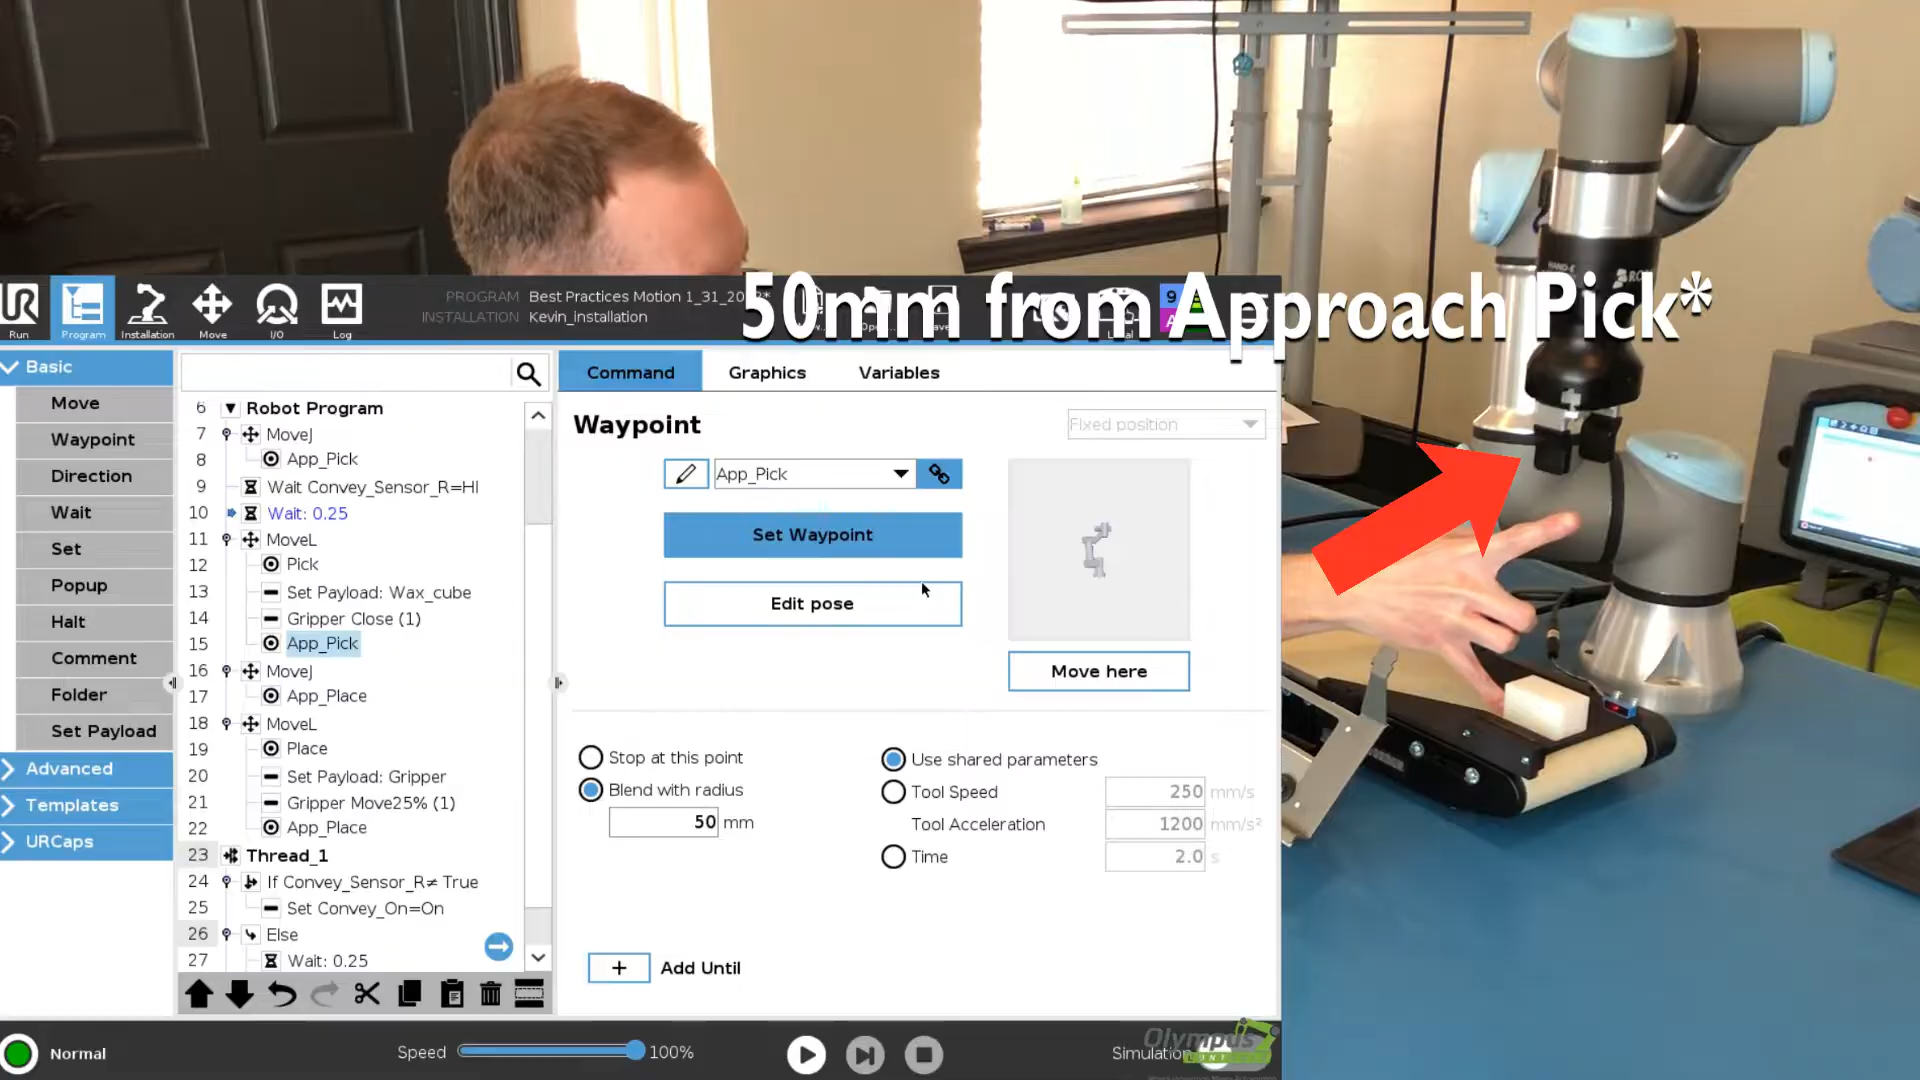 50mm from Approach Pick*
PROGRAM Best Practices Motion 1_31_20
INSTALLATION Kevin_installation
Run
Program
Installation
Move
I/O
Log
Basic
Move
Waypoint
Direction
Wait
Set
Popup
Halt
Comment
Folder
Set Payload
Advanced
Templates
URCaps
6 Robot Program
7 MoveJ
8 App_Pick
9 Wait Convey_Sensor_R=HI
10 Wait: 0.25
11 MoveL
12 Pick
13 Set Payload: Wax_cube
14 Gripper Close (1)
15 App_Pick
16 MoveJ
17 App_Place
18 MoveL
19 Place
20 Set Payload: Gripper
21 Gripper Move25% (1)
22 App_Place
23 Thread_1
24 If Convey_Sensor_R≠ True
25 Set Convey_On=On
26 Else
27 Wait: 0.25
Command Graphics Variables
Waypoint
Fixed position
App_Pick
Set Waypoint
Edit pose
Move here
Stop at this point
Blend with radius
50 mm
Use shared parameters
Tool Speed 250 mm/s
Tool Acceleration 1200 mm/s²
Time 2.0 s
+ Add Until
Normal
Speed 100%
Simulation
Olympus
HAND-E